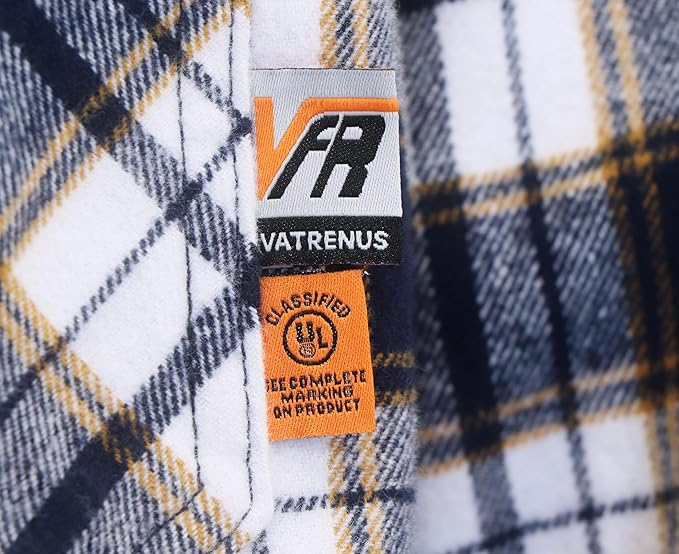 VFR
VATRENUS
CLASSIFIED
UL
SEE COMPLETE
MARKING
ON PRODUCT